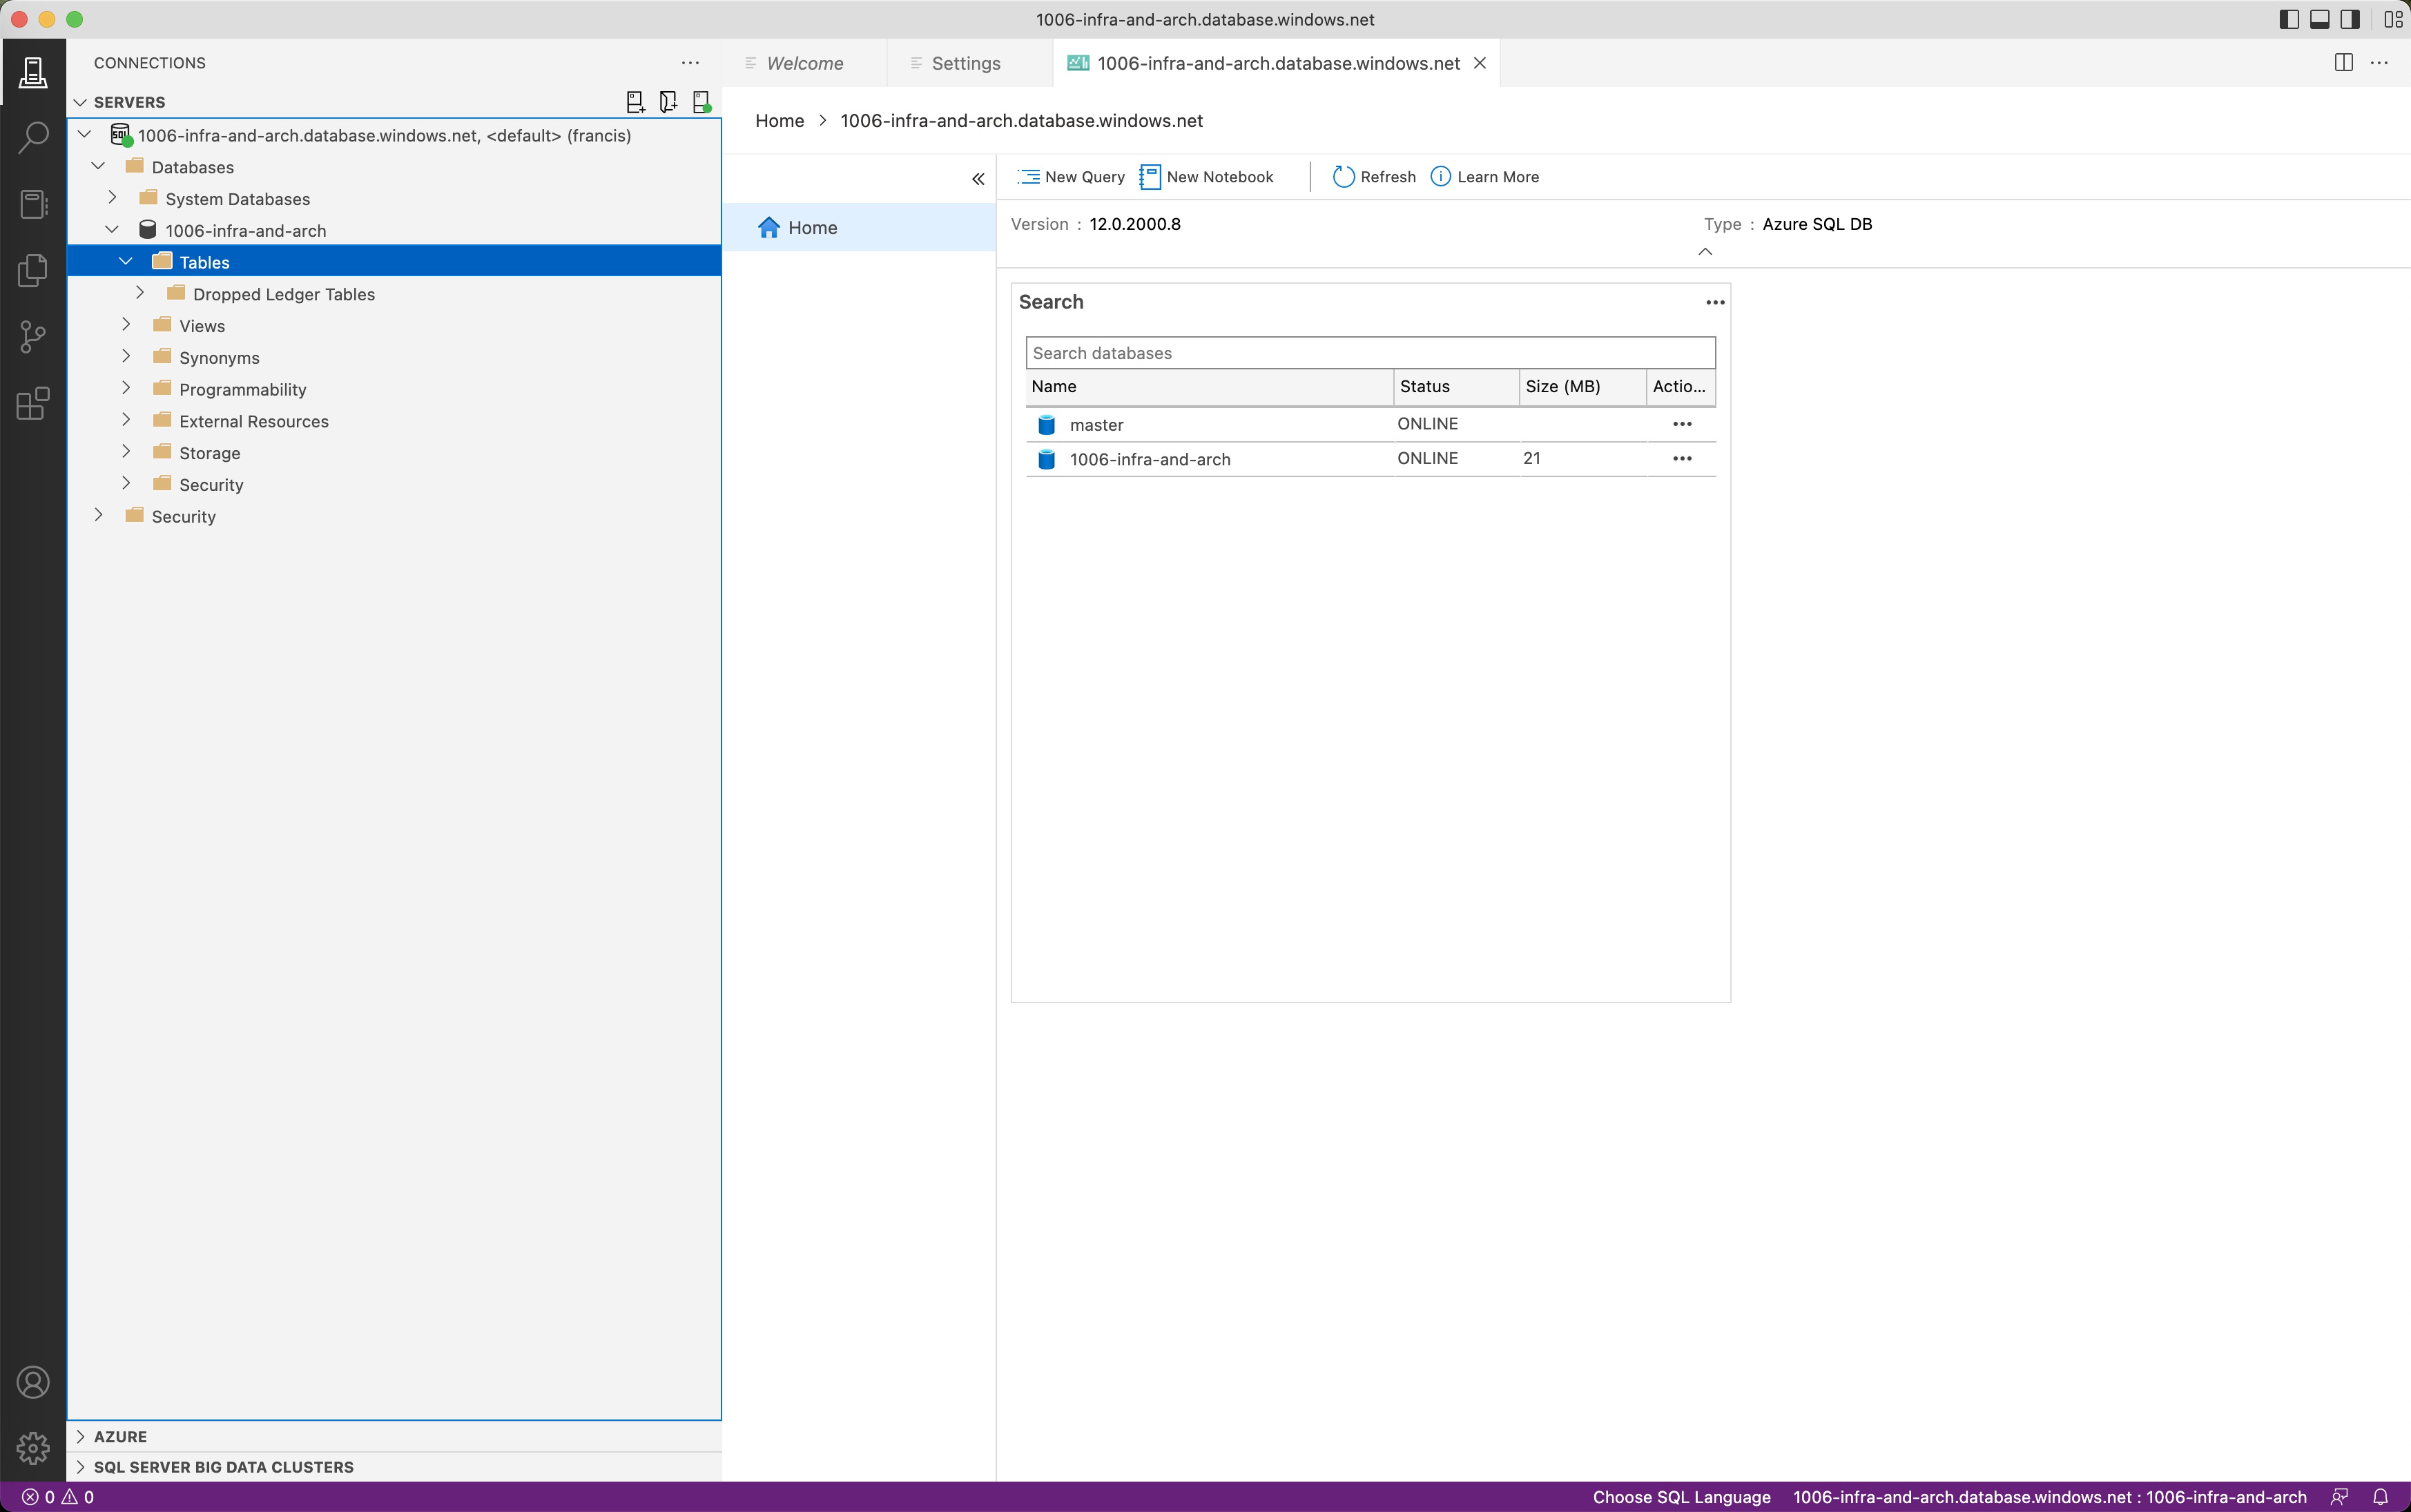 1006-infra-and-arch.database.windows.net
CONNECTIONS
Welcome
Settings
1006-infra-and-arch.database.windows.net
SERVERS
1006-infra-and-arch.database.windows.net, <default> (francis)
Databases
System Databases
1006-infra-and-arch
Tables
Dropped Ledger Tables
Views
Synonyms
Programmability
External Resources
Storage
Security
Security
AZURE
SQL SERVER BIG DATA CLUSTERS
Home > 1006-infra-and-arch.database.windows.net
Home
New Query New Notebook Refresh Learn More
Version : 12.0.2000.8 Type : Azure SQL DB
Search
Search databases
Name Status Size (MB) Actio...
master ONLINE
1006-infra-and-arch ONLINE 21
0 0 Choose SQL Language 1006-infra-and-arch.database.windows.net : 1006-infra-and-arch